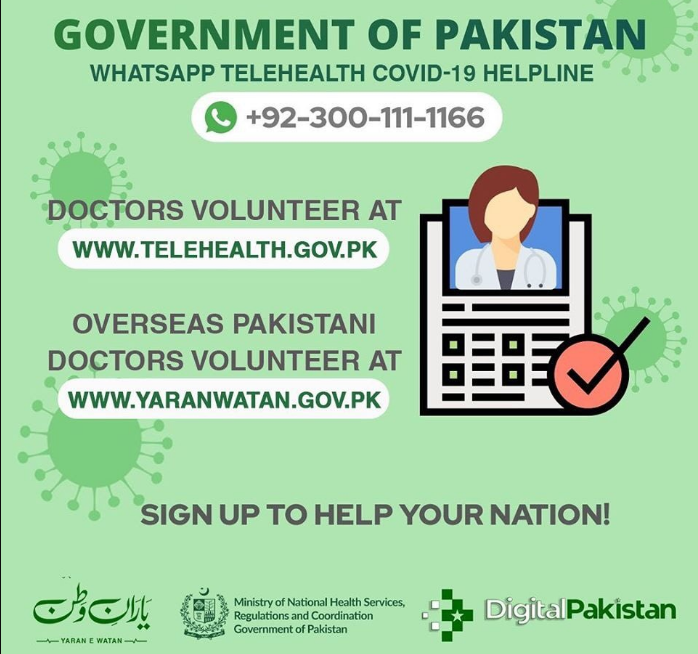 GOVERNMENT OF PAKISTAN
WHATSAPP TELEHEALTH COVID-19 HELPLINE
+92-300-111-1166
DOCTORS VOLUNTEER AT
WWW.TELEHEALTH.GOV.PK
OVERSEAS PAKISTANI
DOCTORS VOLUNTEER AT
WWW.YARANWATAN.GOV.PK
SIGN UP TO HELP YOUR NATION!
یاران وطن
YARAN E WATAN
Ministry of National Health Services,
Regulations and Coordination
Government of Pakistan
DigitalPakistan